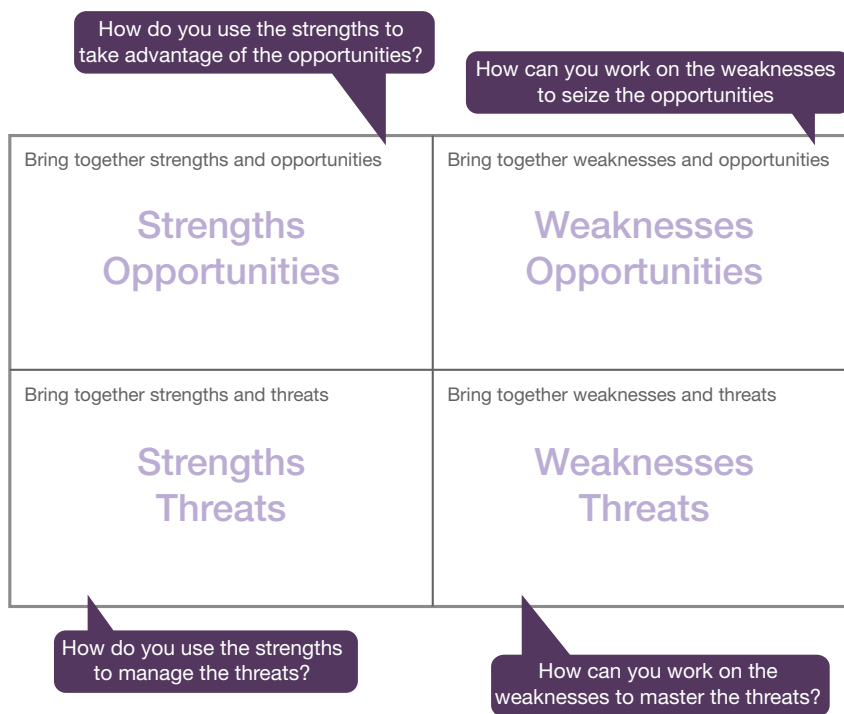 How do you use the strengths to
take advantage of the opportunities?
How can you work on the weaknesses
to seize the opportunities
Bring together strengths and opportunities
Strengths
Opportunities
Bring together weaknesses and opportunities
Weaknesses
Opportunities
Bring together strengths and threats
Strengths
Threats
Bring together weaknesses and threats
Weaknesses
Threats
How do you use the strengths
to manage the threats?
How can you work on the
weaknesses to master the threats?